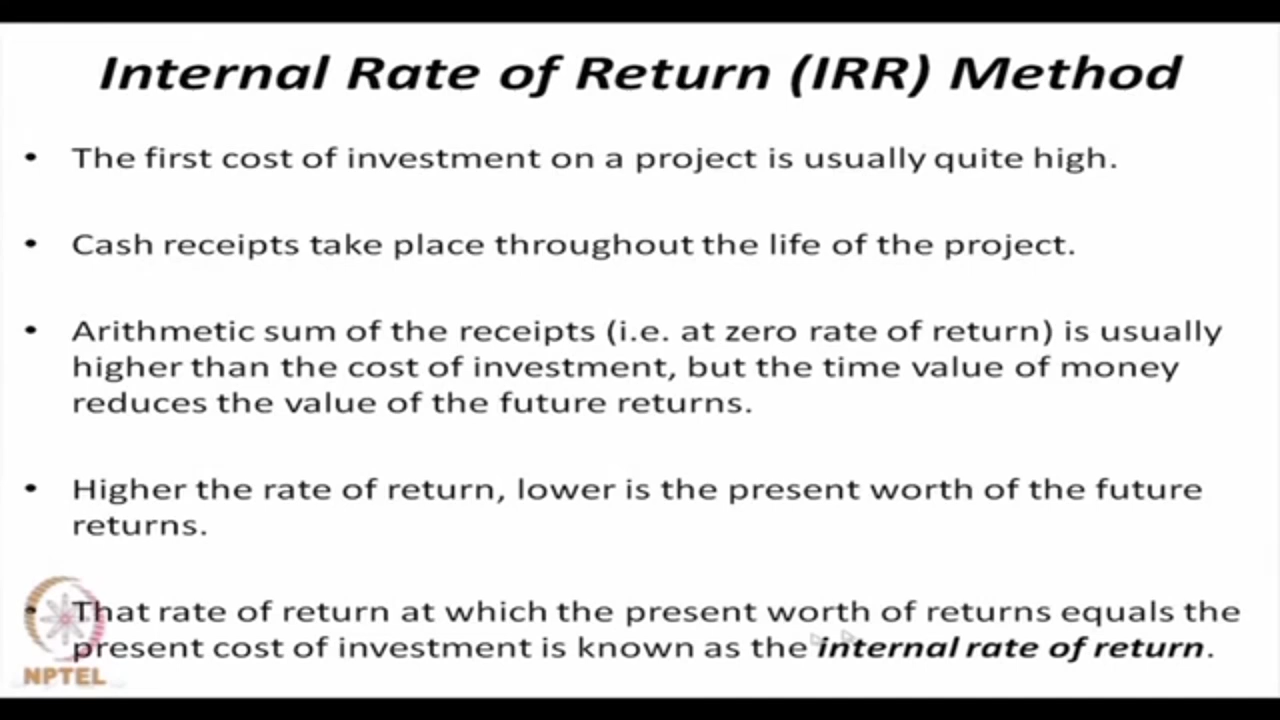 Internal Rate of Return (IRR) Method
• The first cost of investment on a project is usually quite high.
• Cash receipts take place throughout the life of the project.
• Arithmetic sum of the receipts (i.e. at zero rate of return) is usually
higher than the cost of investment, but the time value of money
reduces the value of the future returns.
• Higher the rate of return, lower is the present worth of the future
returns.
• That rate of return at which the present worth of returns equals the
present cost of investment is known as the internal rate of return.
NPTEL